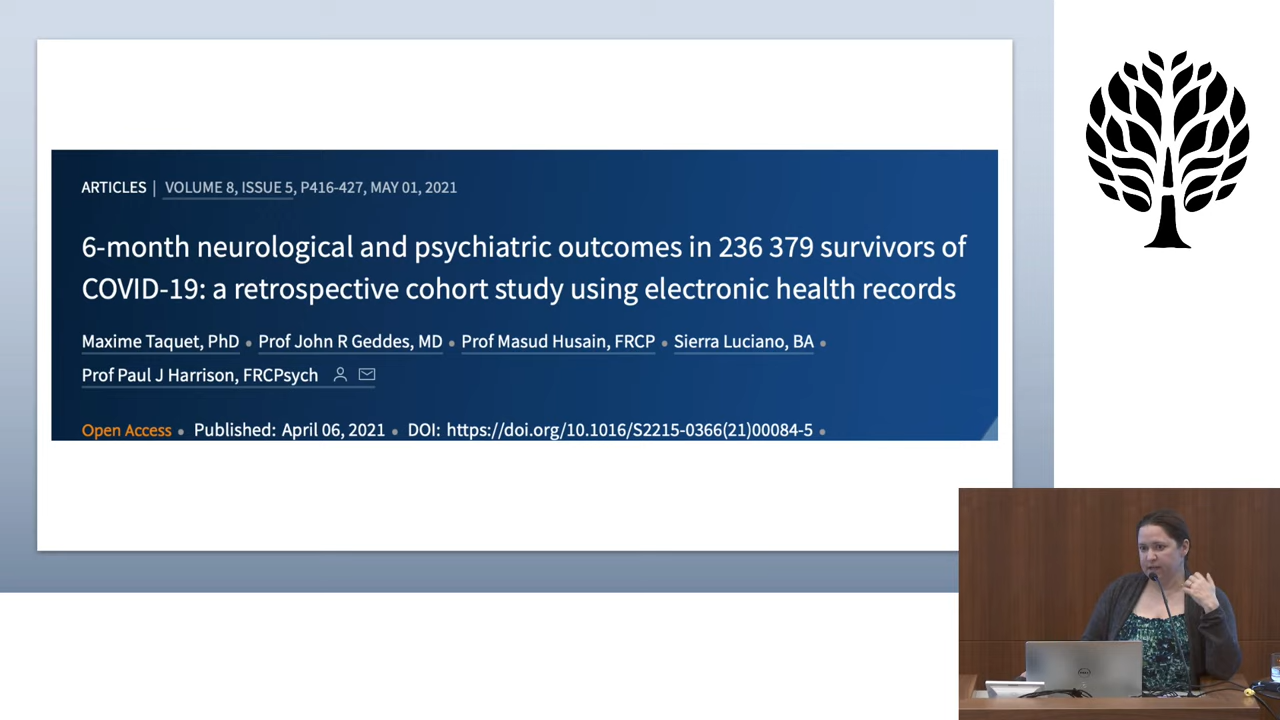 ARTICLES | VOLUME 8, ISSUE 5, P416-427, MAY 01, 2021
6-month neurological and psychiatric outcomes in 236 379 survivors of
COVID-19: a retrospective cohort study using electronic health records
Maxime Taquet, PhD • Prof John R Geddes, MD • Prof Masud Husain, FRCP • Sierra Luciano, BA •
Prof Paul J Harrison, FRCPsych
Open Access • Published: April 06, 2021 • DOI: https://doi.org/10.1016/S2215-0366(21)00084-5 •
DELL